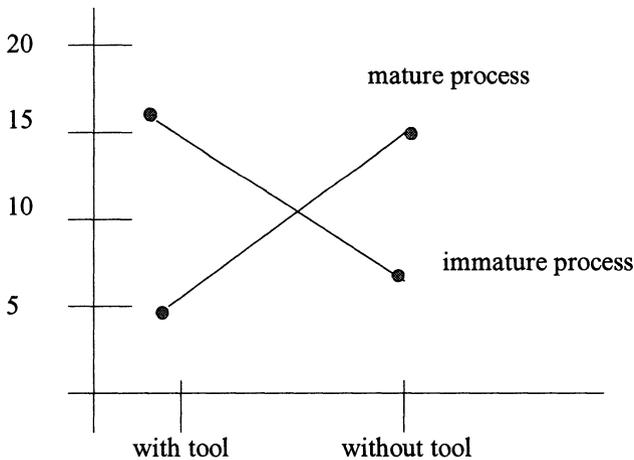 20
mature process
15
10
immature process
5
with tool
without tool